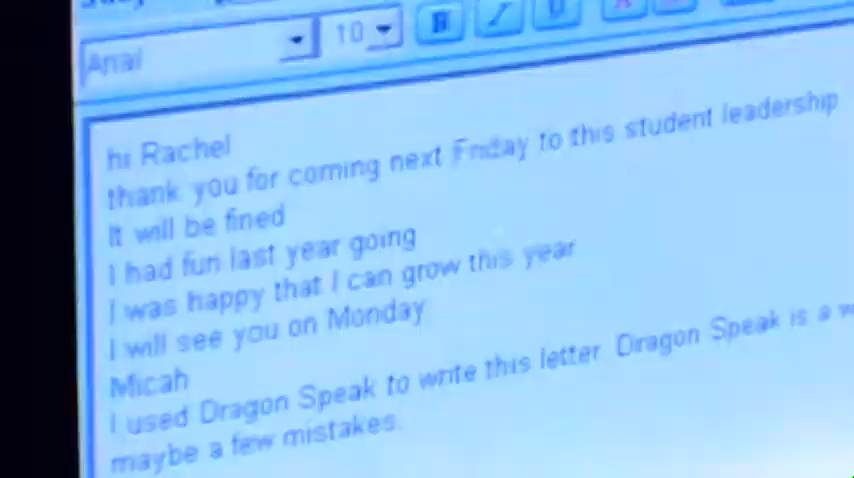 Arial 10 B I U
hi Rachel
thank you for coming next Friday to this student leadership
It will be fined
I had fun last year going
I was happy that I can grow this year
I will see you on Monday
Micah
I used Dragon Speak to write this letter. Dragon Speak is a
maybe a few mistakes.